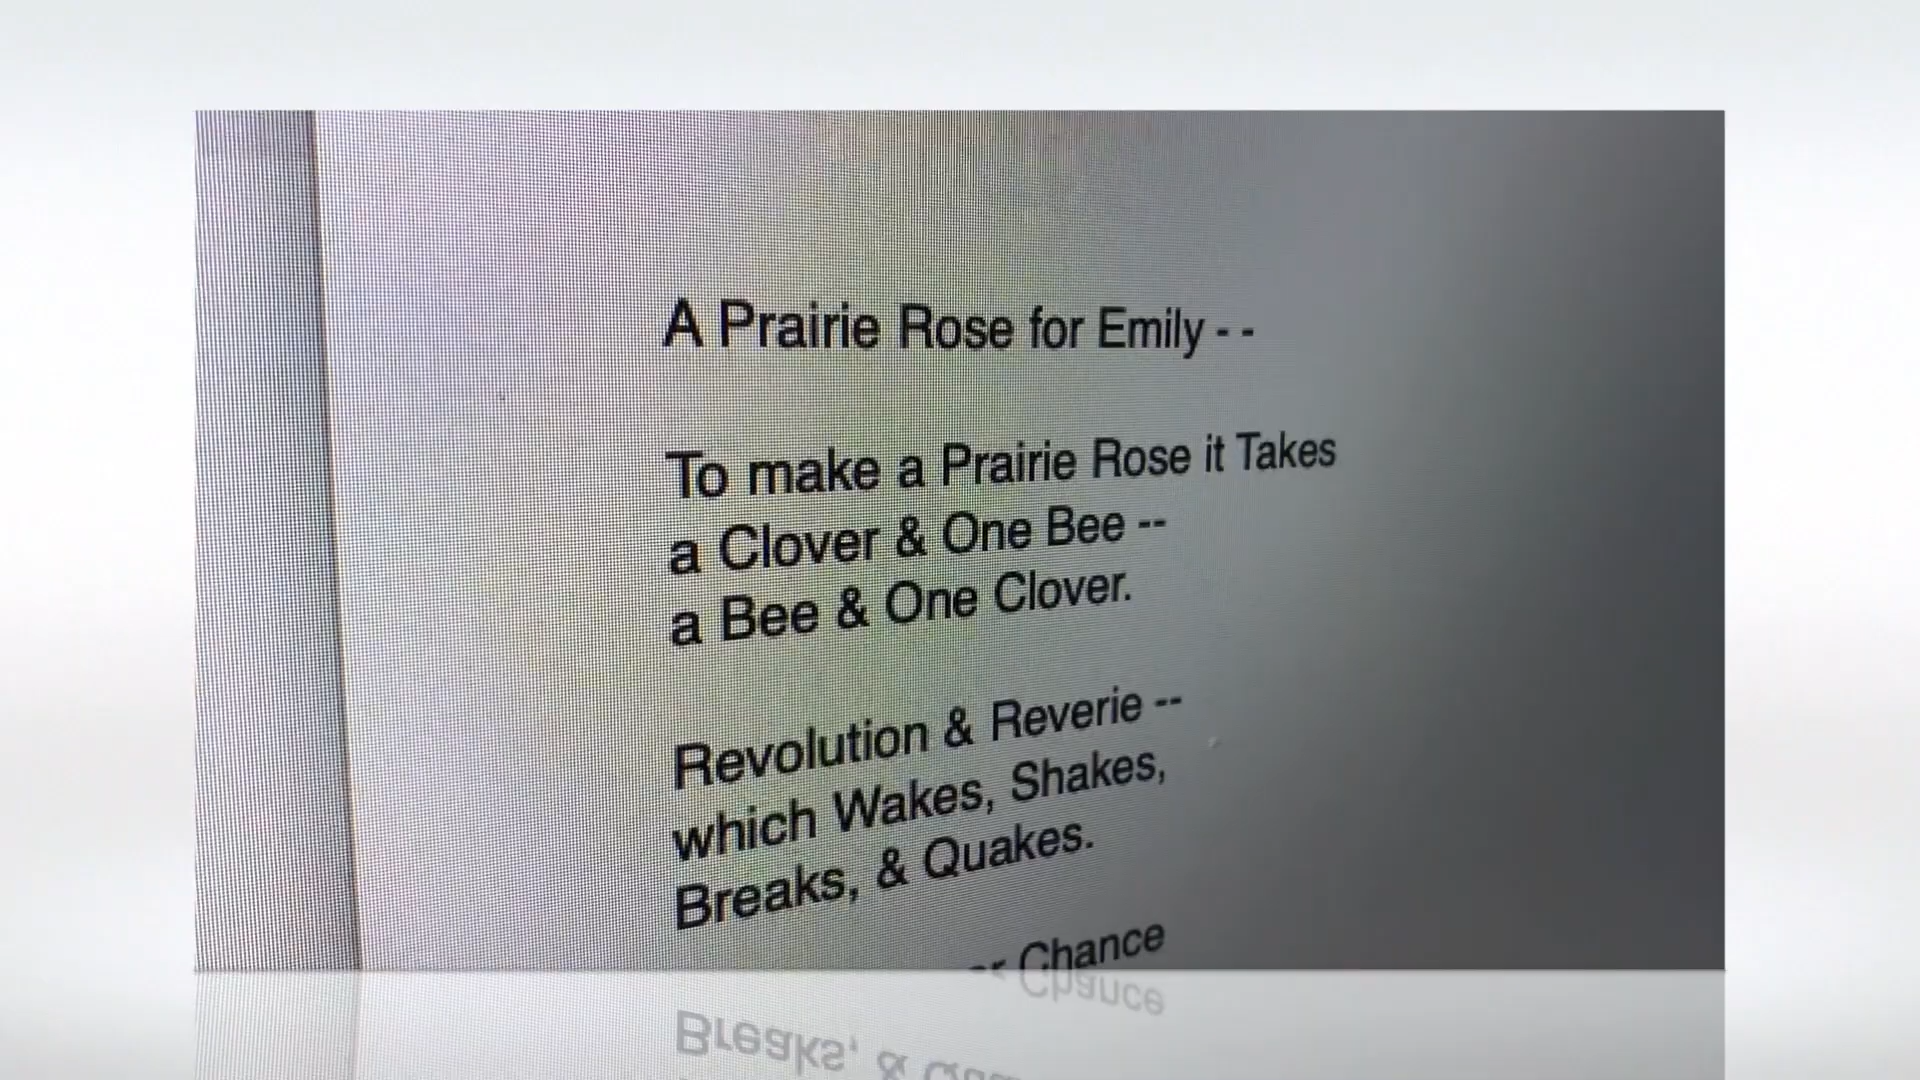 A Prairie Rose for Emily - -
To make a Prairie Rose it Takes
a Clover & One Bee --
a Bee & One Clover.
Revolution & Reverie --
which Wakes, Shakes,
Breaks, & Quakes.
Chance